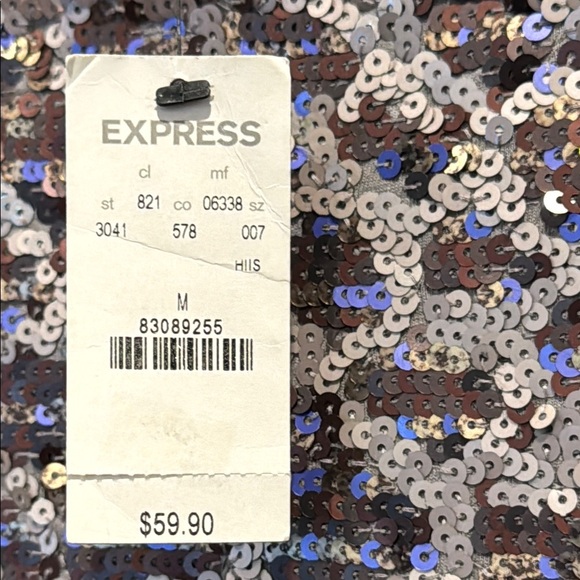 EXPRESS
cl mf
st 821 co 06338 sz
3041 578 007
HIIS
M
83089255
$59.90